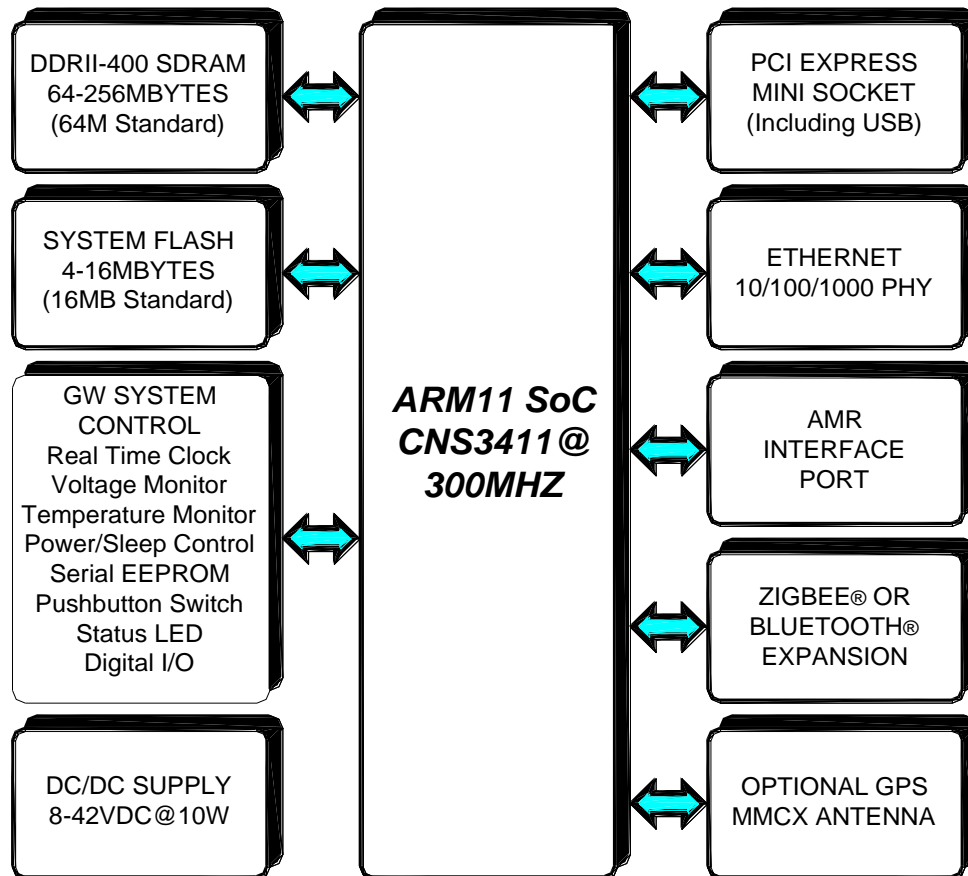 DDRII-400 SDRAM
64-256MBYTES
(64M Standard)
SYSTEM FLASH
4-16MBYTES
(16MB Standard)
GW SYSTEM
CONTROL
Real Time Clock
Voltage Monitor
Temperature Monitor
Power/Sleep Control
Serial EEPROM
Pushbutton Switch
Status LED
Digital I/O
DC/DC SUPPLY
8-42VDC@10W
ARM11 SoC
CNS3411@
300MHZ
PCI EXPRESS
MINI SOCKET
(Including USB)
ETHERNET
10/100/1000 PHY
AMR
INTERFACE
PORT
ZIGBEE® OR
BLUETOOTH®
EXPANSION
OPTIONAL GPS
MMCX ANTENNA